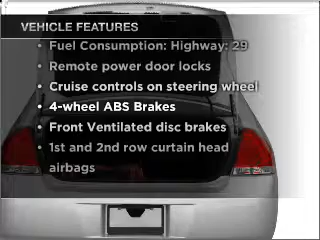 VEHICLE FEATURES
• Fuel Consumption: Highway: 29
• Remote power door locks
• Cruise controls on steering wheel
• 4-wheel ABS Brakes
• Front Ventilated disc brakes
• 1st and 2nd row curtain head
airbags